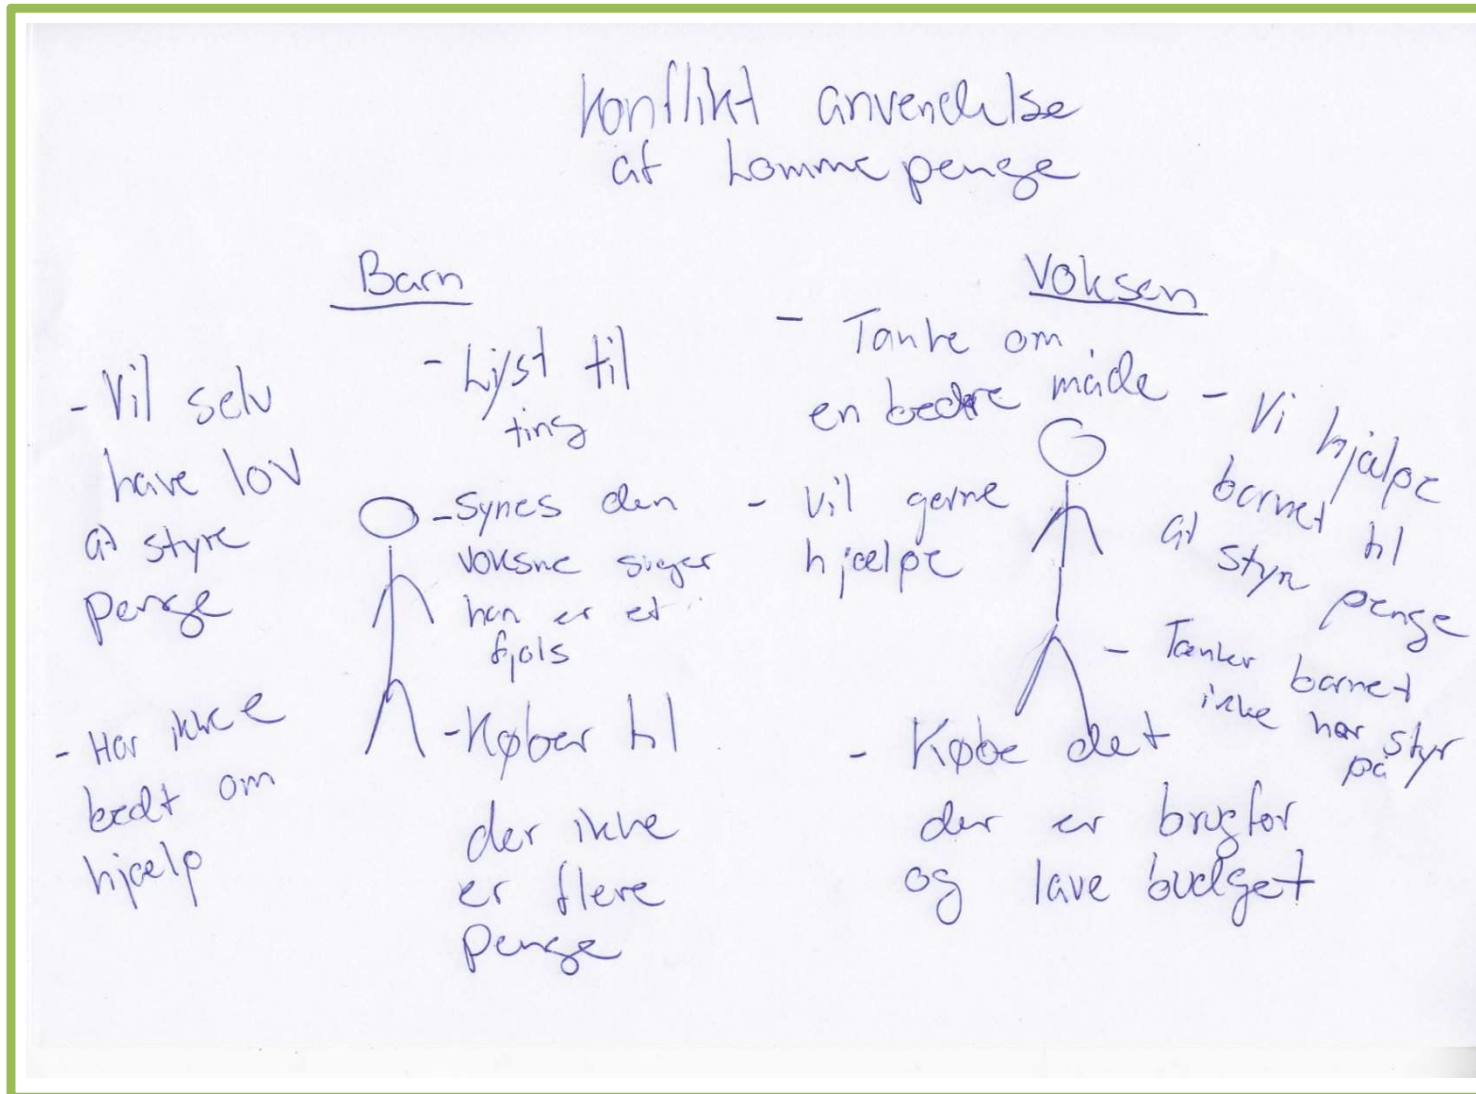 Konflikt anvendelse
af lommepenge
Barn
- Vil selv
have lov
at styre
penge
- Har ikke
bedt om
hjælp
- Lyst til
ting
- Synes den
voksne siger
han er et
fjols
- Køber til
der ikke
er flere
penge
Voksen
- Tanke om
en bedre måde
- Vil gerne
hjælpe
- Vi hjælpe
barnet til
at styre penge
- Tænker barnet
ikke har styr
på
- Købe det
der er brug for
og lave budget